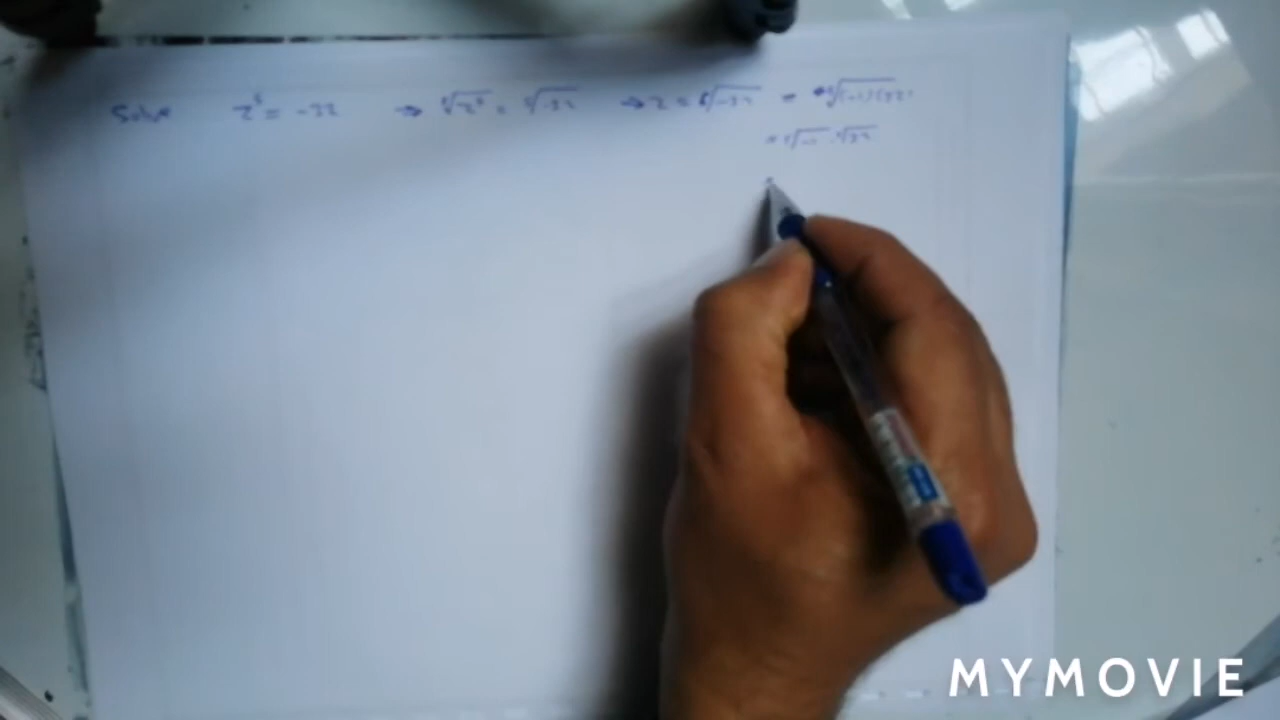 Solve z⁵ = -32 ⇒ ⁵√z⁵ = ⁵√-32 ⇒ z = ⁵√-32 = ⁵√(-1)(32)
= ⁵√-1 · ⁵√32
MYMOVIE